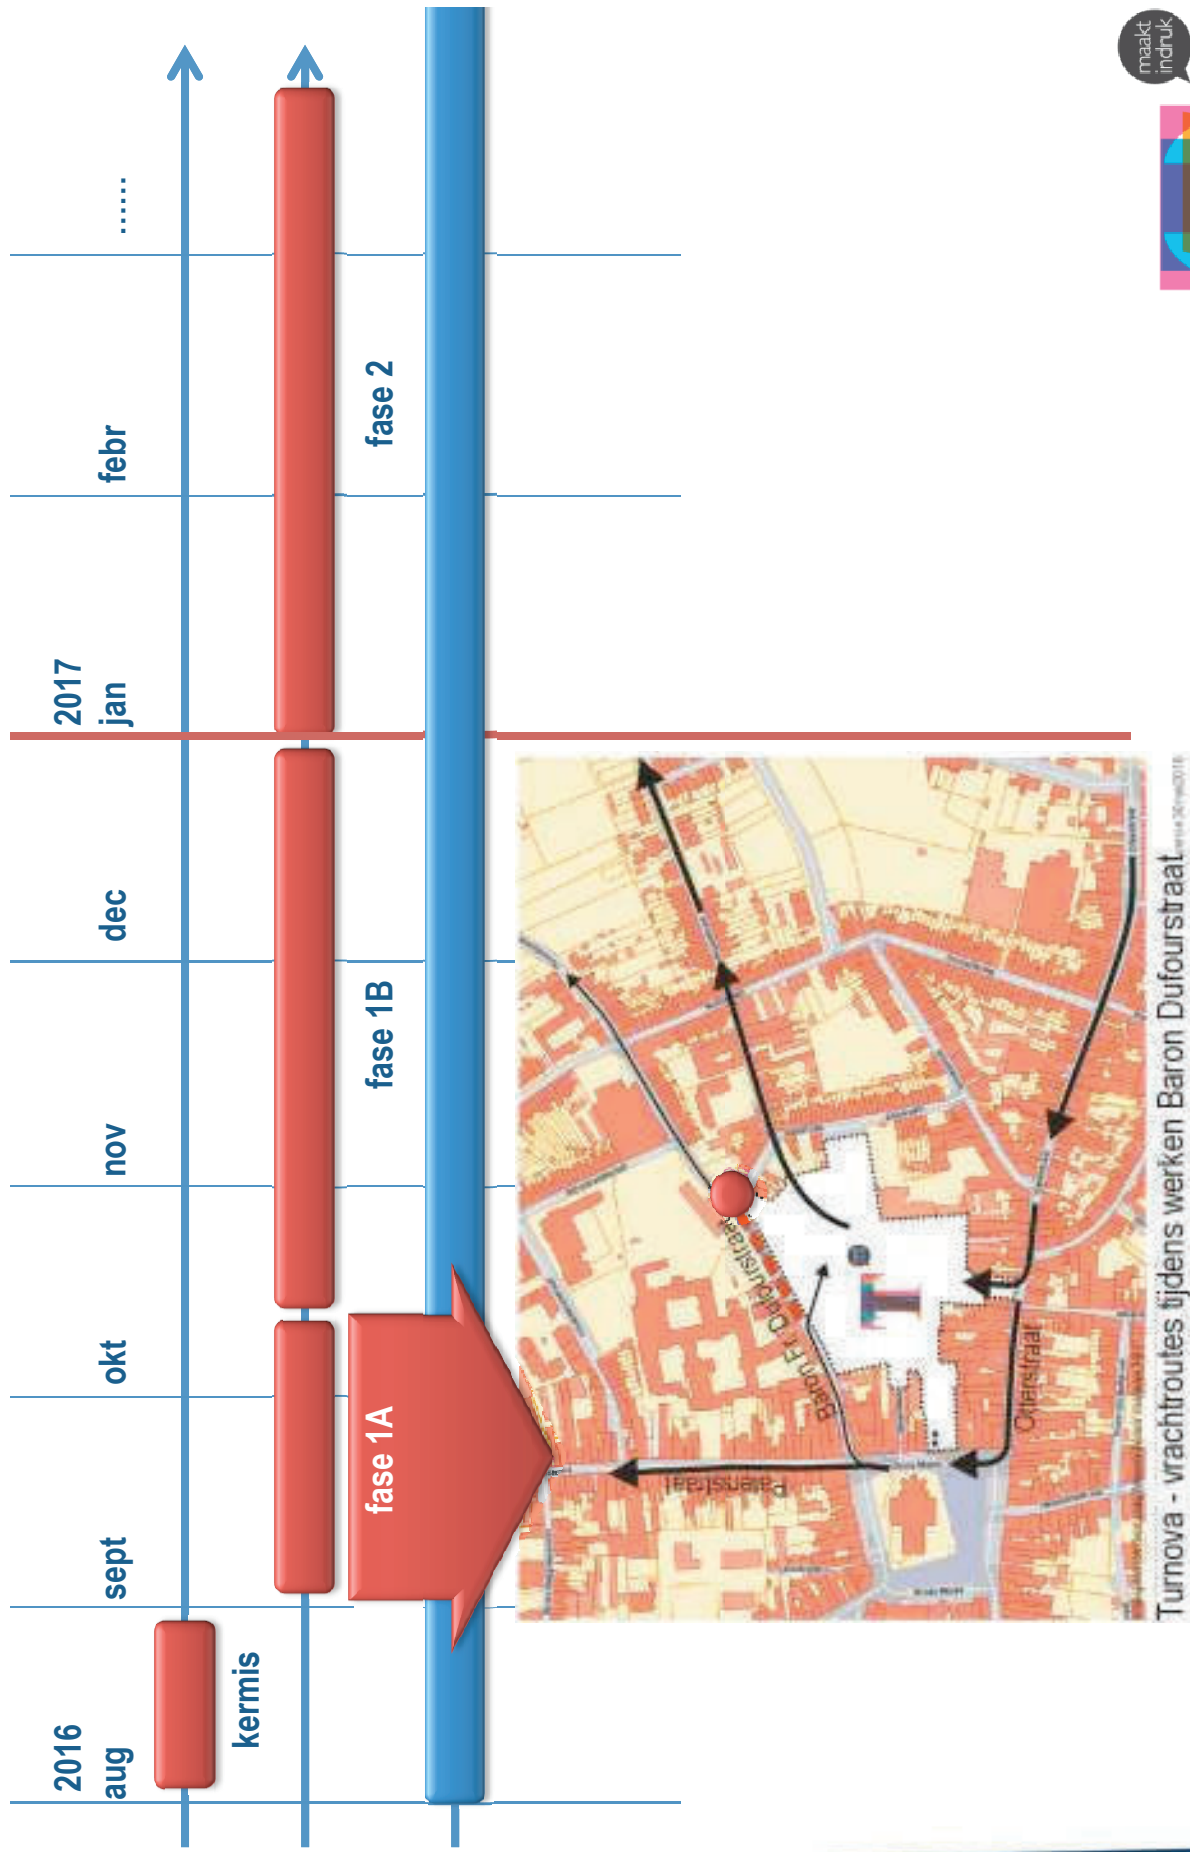 2016
2017
aug
sept
okt
nov
dec
jan
febr
.....
kermis
fase 1A
fase 1B
fase 2
Patersstraat
Baron Fr. Dufourstraat
Otterstraat
Turnova - vrachtroutes tijdens werken Baron Dufourstraat
maakt
indruk